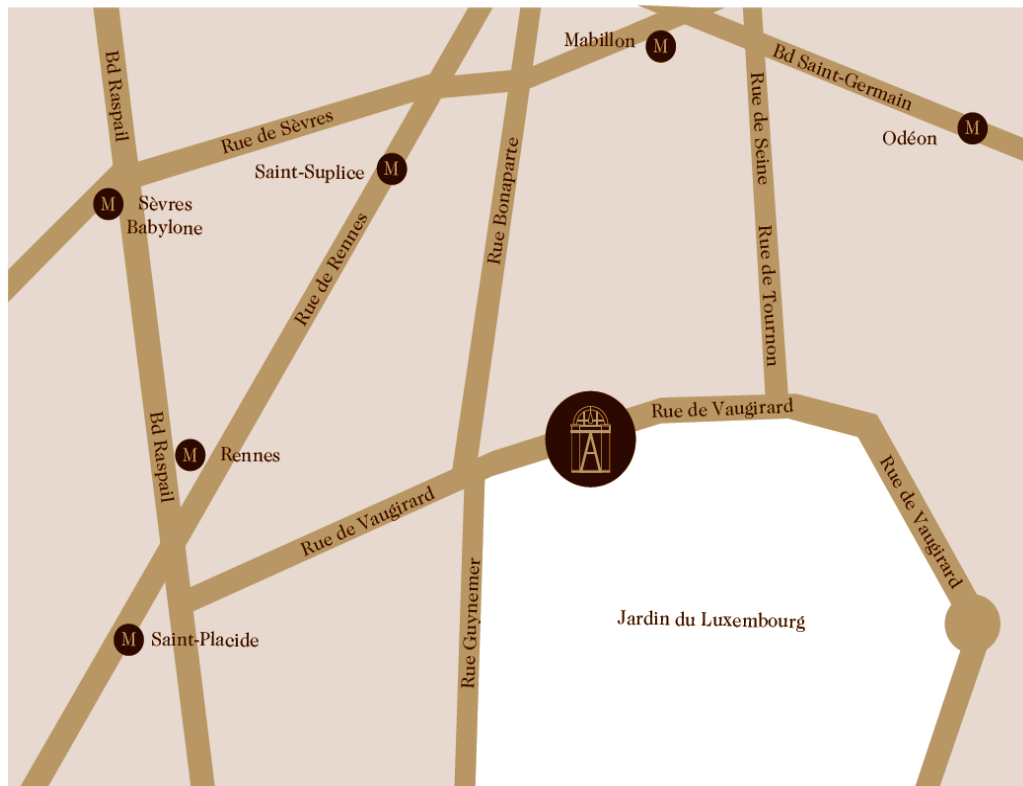 Mabillon
M
Bd Saint-Germain
Bd Raspail
Rue de Sèvres
Rue de Seine
M
Odéon
Saint-Suplice
M
Rue Bonaparte
M
Sèvres
Babylone
Rue de Rennes
Rue de Tournon
Rue de Vaugirard
Bd Raspail
M
Rennes
A
Rue de Vaugirard
Rue de Vaugirard
Rue Guynemer
Jardin du Luxembourg
M
Saint-Placide